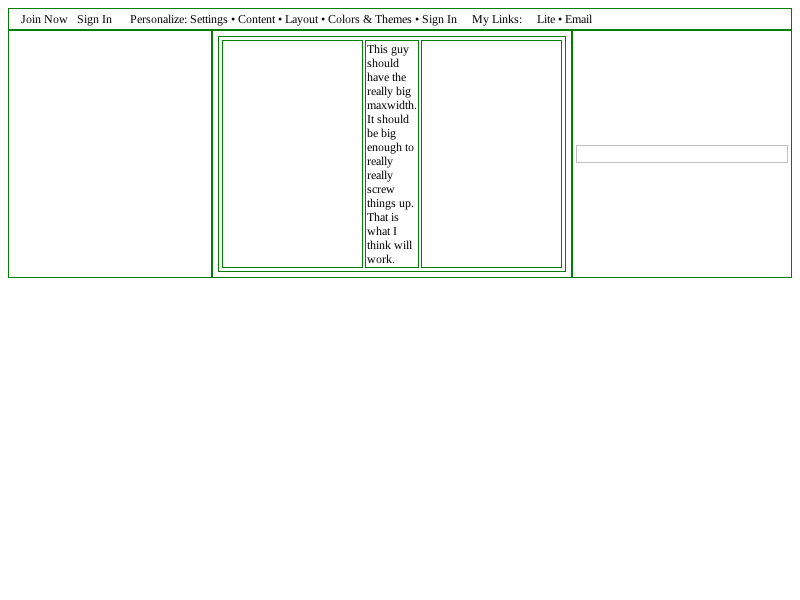 Join Now Sign In Personalize: Settings • Content • Layout • Colors & Themes • Sign In My Links: Lite • Email
This guy
should
have the
really big
maxwidth.
It should
be big
enough to
really
really
screw
things up.
That is
what I
think will
work.